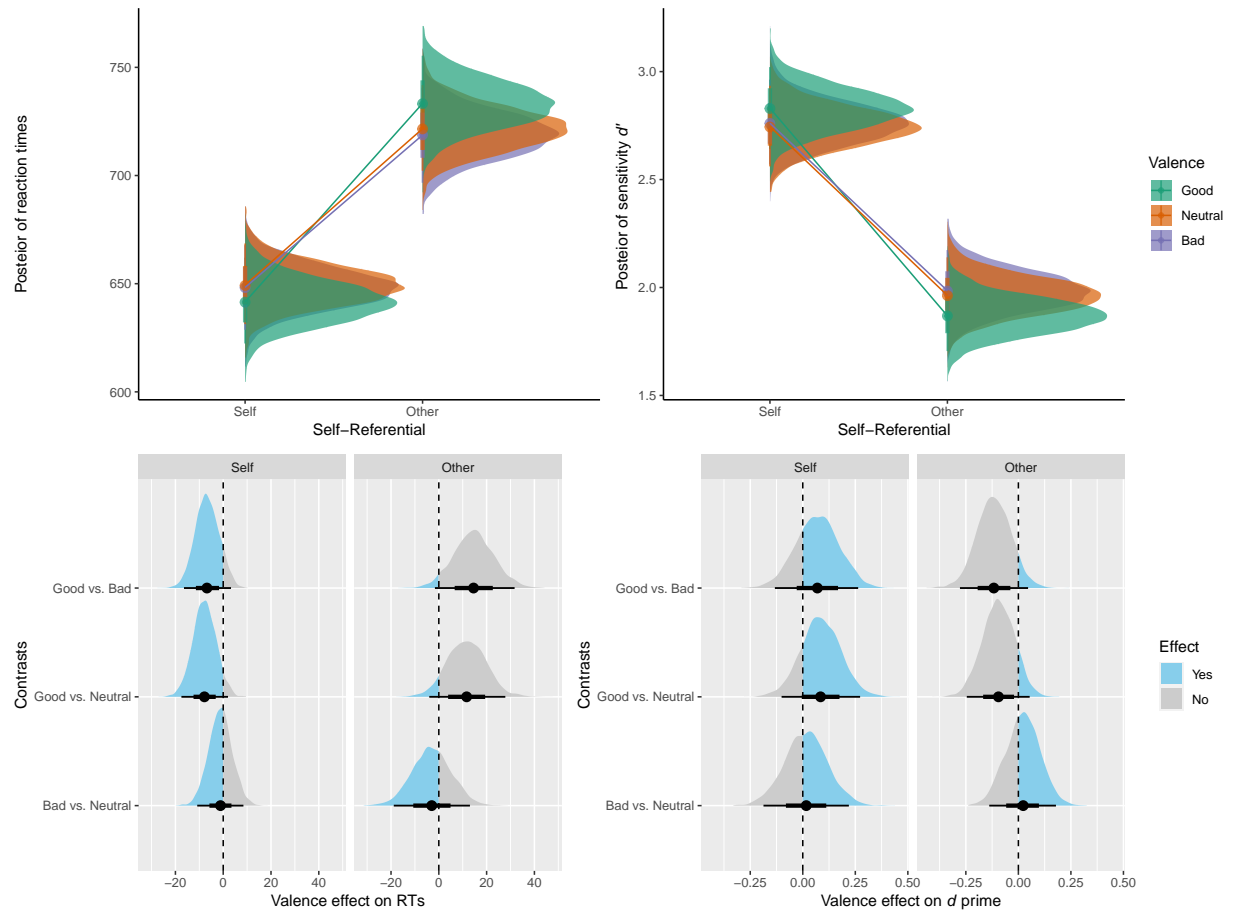 Posteior of reaction times
750
700
650
600
Self
Other
Self−Referential
Posteior of sensitivity d′
3.0
2.5
2.0
1.5
Self
Other
Self−Referential
Valence
Good
Neutral
Bad
Contrasts
Self
Other
Good vs. Bad
Good vs. Neutral
Bad vs. Neutral
−20
0
20
40
−20
0
20
40
Valence effect on RTs
Contrasts
Self
Other
Good vs. Bad
Good vs. Neutral
Bad vs. Neutral
−0.25
0.00
0.25
0.50
−0.25
0.00
0.25
0.50
Valence effect on d prime
Effect
Yes
No